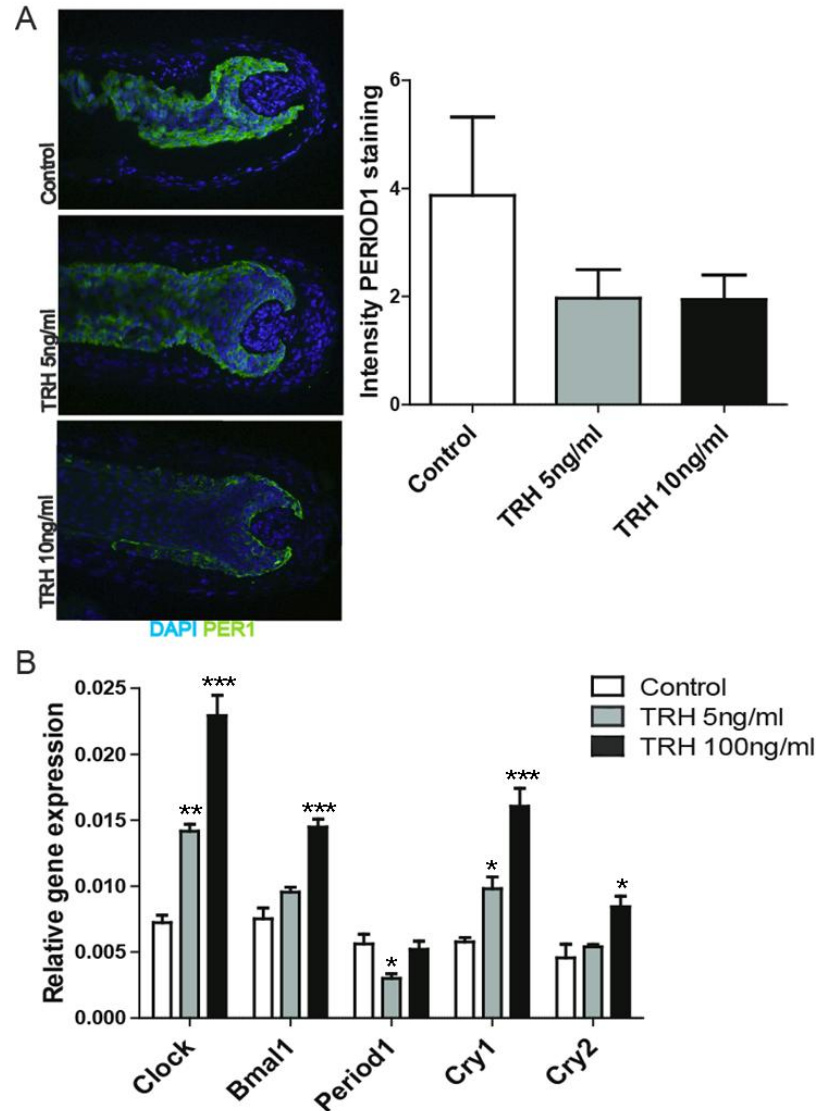 A
Control
TRH 5ng/ml
TRH 10ng/ml
DAPI PER1
Intensity PERIOD1 staining
6
4
2
0
Control
TRH 5ng/ml
TRH 10ng/ml
B
Relative gene expression
0.025
0.020
0.015
0.010
0.005
0.000
**
***
***
*
*
***
*
Clock
Bmal1
Period1
Cry1
Cry2
Control
TRH 5ng/ml
TRH 100ng/ml